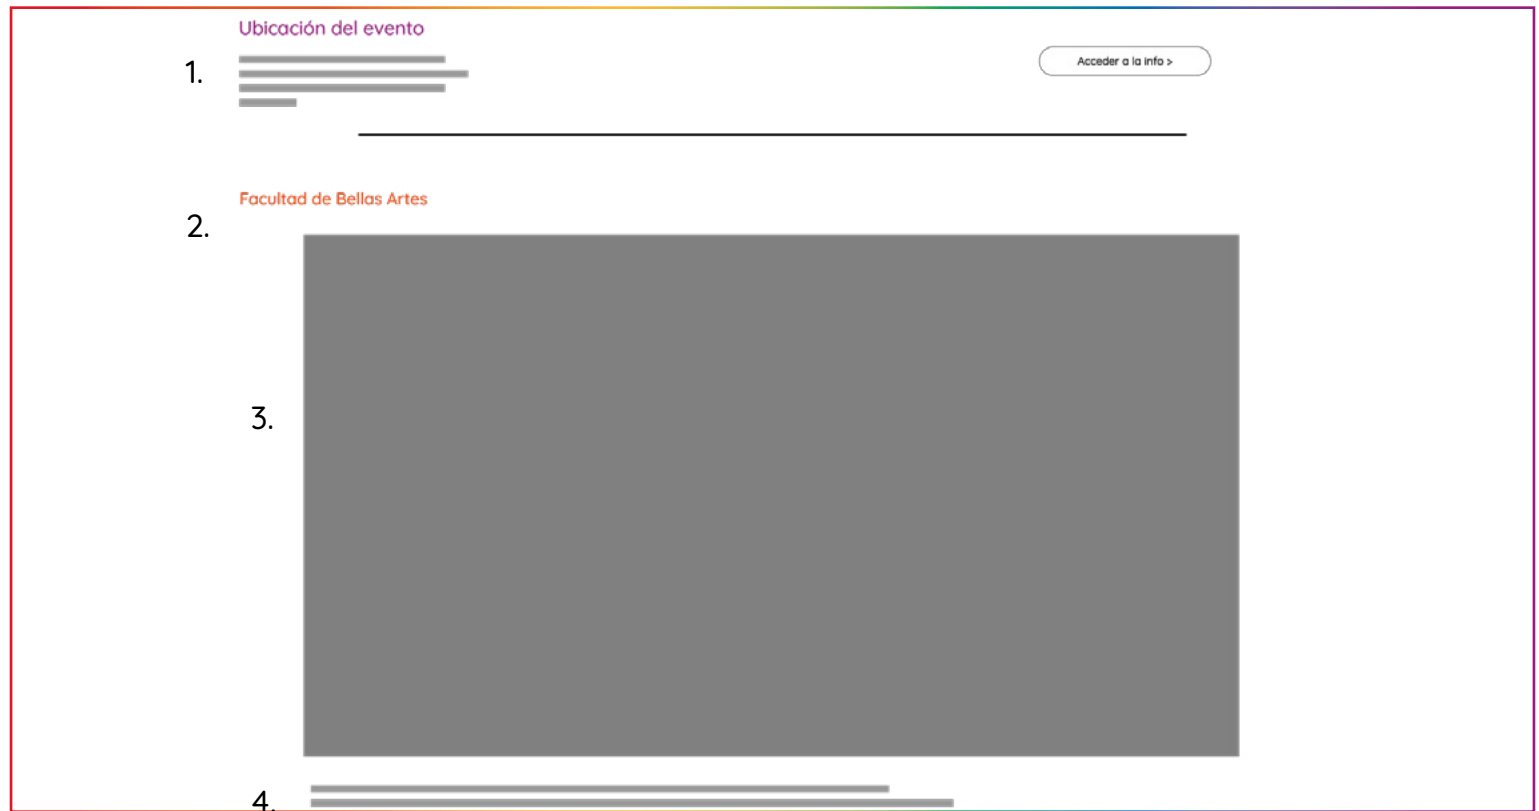 Ubicación del evento
1.
Acceder a la info >
Facultad de Bellas Artes
2.
3.
4.